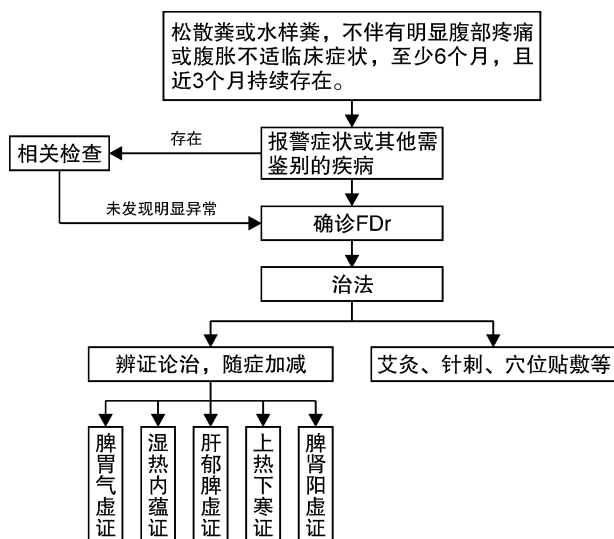 松散粪或水样粪，不伴有明显腹部疼痛
或腹胀不适临床症状，至少6个月，且
近3个月持续存在。
存在
相关检查
报警症状或其他需
鉴别的疾病
未发现明显异常
确诊FDr
治法
辨证论治，随症加减
艾灸、针刺、穴位贴敷等
脾胃气虚证
湿热内蕴证
肝郁脾虚证
上热下寒证
脾肾阳虚证